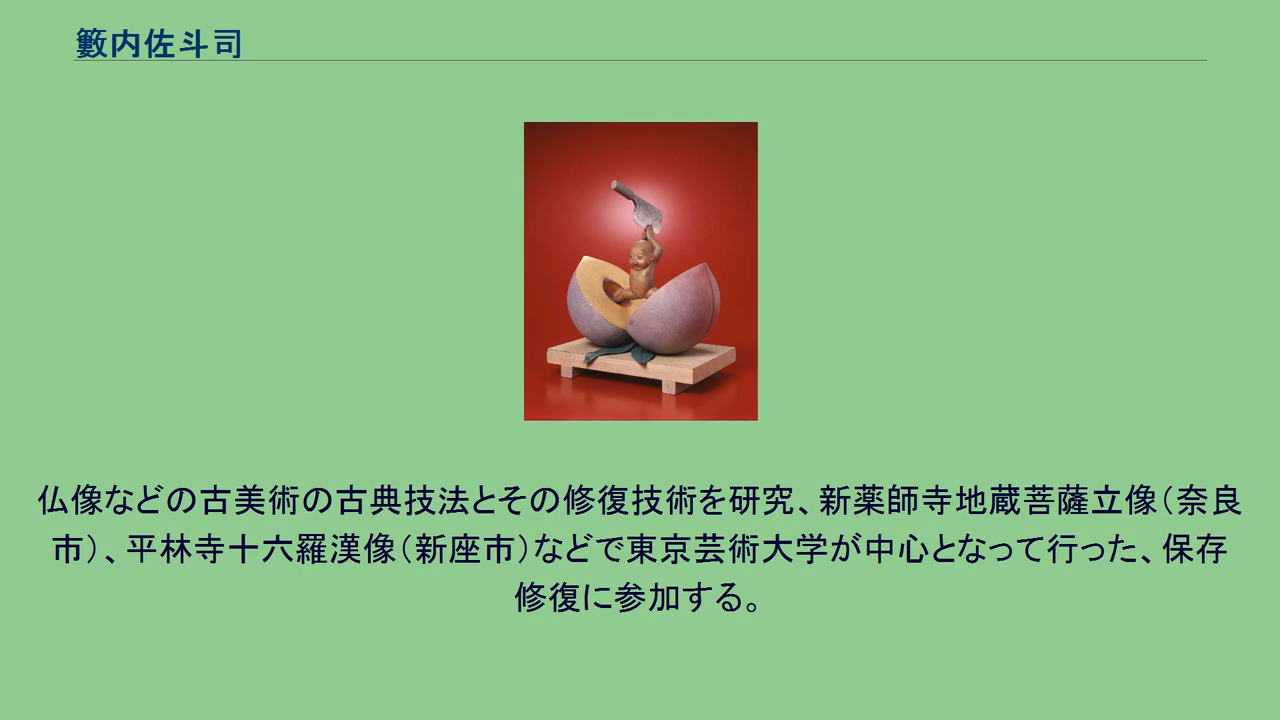 籔内佐斗司
仏像などの古美術の古典技法とその修復技術を研究、新薬師寺地蔵菩薩立像（奈良
市）、平林寺十六羅漢像（新座市）などで東京芸術大学が中心となって行った、保存
修復に参加する。